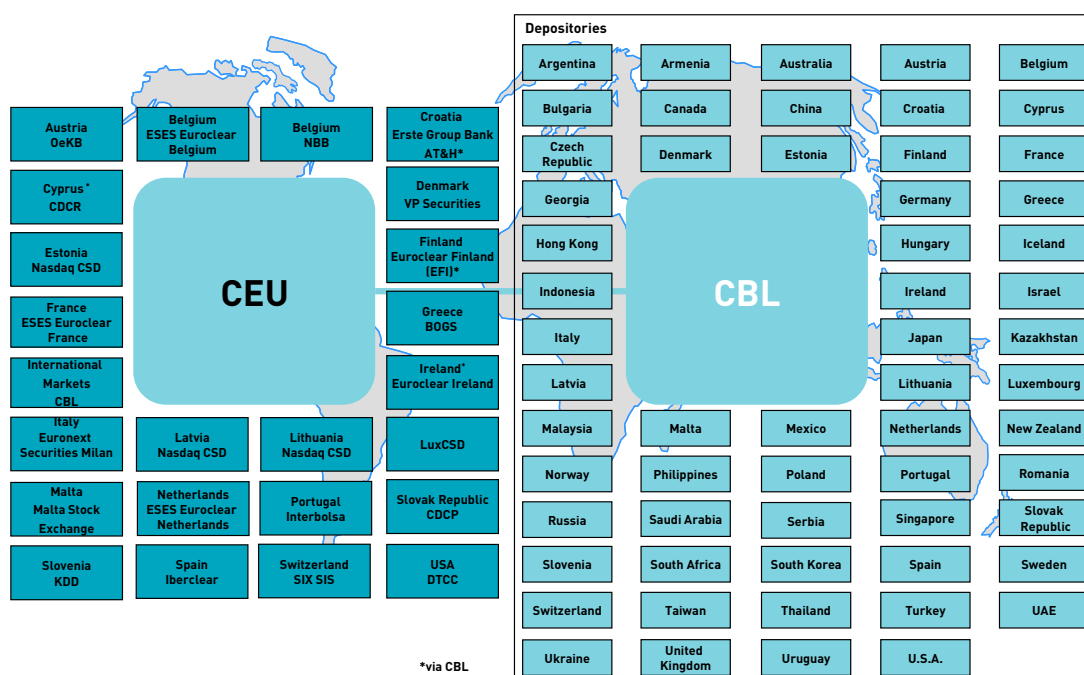 Depositories
Argentina
Armenia
Australia
Austria
Belgium
Bulgaria
Canada
China
Croatia
Cyprus
Czech
Republic
Denmark
Estonia
Finland
France
Georgia
Germany
Greece
Hong Kong
Hungary
Iceland
Indonesia
Ireland
Israel
Italy
Japan
Kazakhstan
Latvia
Lithuania
Luxembourg
Malaysia
Malta
Mexico
Netherlands
New Zealand
Norway
Philippines
Poland
Portugal
Romania
Russia
Saudi Arabia
Serbia
Singapore
Slovak
Republic
Slovenia
South Africa
South Korea
Spain
Sweden
Switzerland
Taiwan
Thailand
Turkey
UAE
Ukraine
United
Kingdom
Uruguay
U.S.A.
CBL
CEU
Austria
OeKB
Belgium
ESES Euroclear
Belgium
Belgium
NBB
Croatia
Erste Group Bank
AT&H*
Cyprus*
CDCR
Denmark
VP Securities
Estonia
Nasdaq CSD
Finland
Euroclear Finland
(EFI)*
France
ESES Euroclear
France
Greece
BOGS
International
Markets
CBL
Ireland*
Euroclear Ireland
Italy
Euronext
Securities Milan
Latvia
Nasdaq CSD
Lithuania
Nasdaq CSD
LuxCSD
Malta
Malta Stock
Exchange
Netherlands
ESES Euroclear
Netherlands
Portugal
Interbolsa
Slovak Republic
CDCP
Slovenia
KDD
Spain
Iberclear
Switzerland
SIX SIS
USA
DTCC
*via CBL